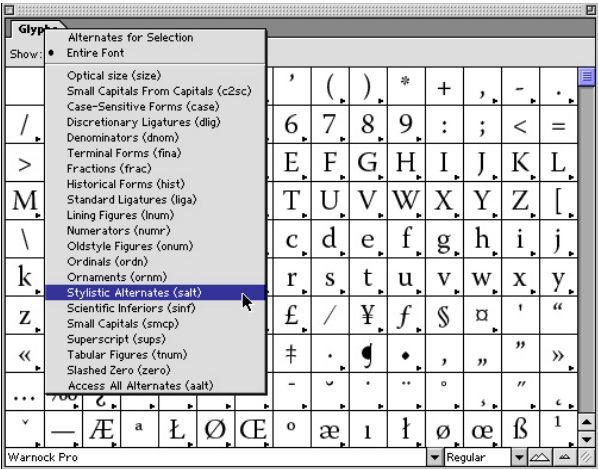 Glyphs
Alternates for Selection
Show: • Entire Font
Optical size (size)
Small Capitals From Capitals (c2sc)
Case-Sensitive Forms (case)
Discretionary Ligatures (dlig)
Denominators (dnom)
Terminal Forms (fina)
Fractions (frac)
Historical Forms (hist)
Standard Ligatures (liga)
Lining Figures (lnum)
Numerators (numr)
Oldstyle Figures (onum)
Ordinals (ordn)
Ornaments (ornm)
Stylistic Alternates (salt)
Scientific Inferiors (sinf)
Small Capitals (smcp)
Superscript (sups)
Tabular Figures (tnum)
Slashed Zero (zero)
Access All Alternates (aalt)
’ ( ) * + , - .
/ 6 7 8 9 : ; < =
> E F G H I J K L
M T U V W X Y Z [
\ c d e f g h i j
k r s t u v w x y
z £ ⁄ ¥ ƒ § ¤ ' “
« ‡ · ¶ • ‚ „ ” »
…
ˇ — Æ ª Ł Ø Œ º æ ı ł ø œ ß ¹
Warnock Pro Regular